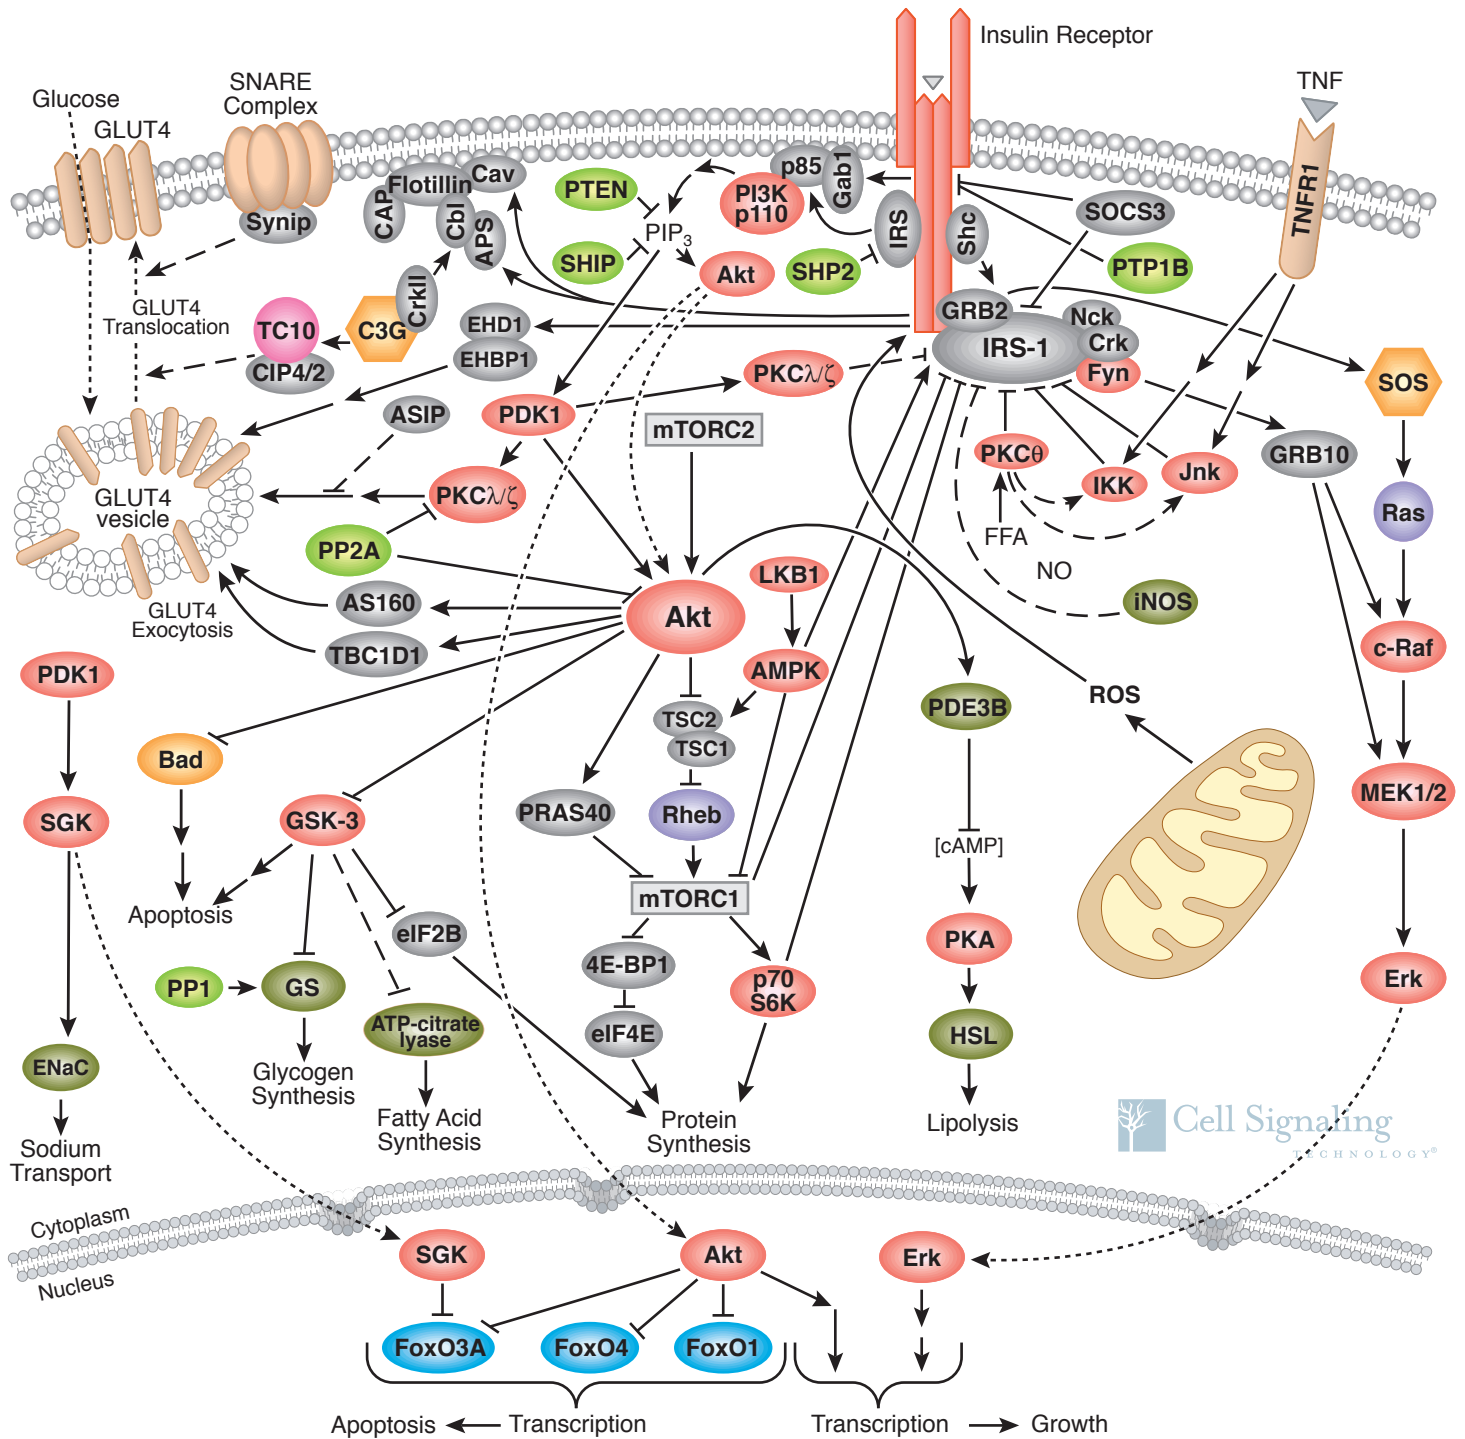 Insulin Receptor
TNF
SNARE
Complex
Glucose
GLUT4
TNFR1
Synip
CAP
Flotillin
Cav
Cbl
APS
CrkII
PTEN
SHIP
PIP3
p85
Gab1
PI3K
p110
IRS
SHP2
Akt
Shc
SOCS3
PTP1B
GRB2
IRS-1
Nck
Crk
Fyn
GLUT4
Translocation
TC10
C3G
CIP4/2
EHD1
EHBP1
PKCλ/ζ
SOS
ASIP
PDK1
mTORC2
PKCθ
IKK
Jnk
GRB10
GLUT4
vesicle
PKCλ/ζ
Ras
FFA
NO
PP2A
LKB1
iNOS
AS160
Akt
GLUT4
Exocytosis
TBC1D1
c-Raf
PDK1
AMPK
PDE3B
ROS
TSC2
TSC1
Bad
SGK
GSK-3
PRAS40
Rheb
MEK1/2
[cAMP]
mTORC1
Apoptosis
eIF2B
PKA
4E-BP1
p70
S6K
Erk
PP1
GS
ATP-citrate
lyase
eIF4E
HSL
ENaC
Glycogen
Synthesis
Fatty Acid
Synthesis
Protein
Synthesis
Lipolysis
Cell Signaling
TECHNOLOGY®
Sodium
Transport
Cytoplasm
Nucleus
SGK
Akt
Erk
FoxO3A
FoxO4
FoxO1
Apoptosis
Transcription
Transcription
Growth